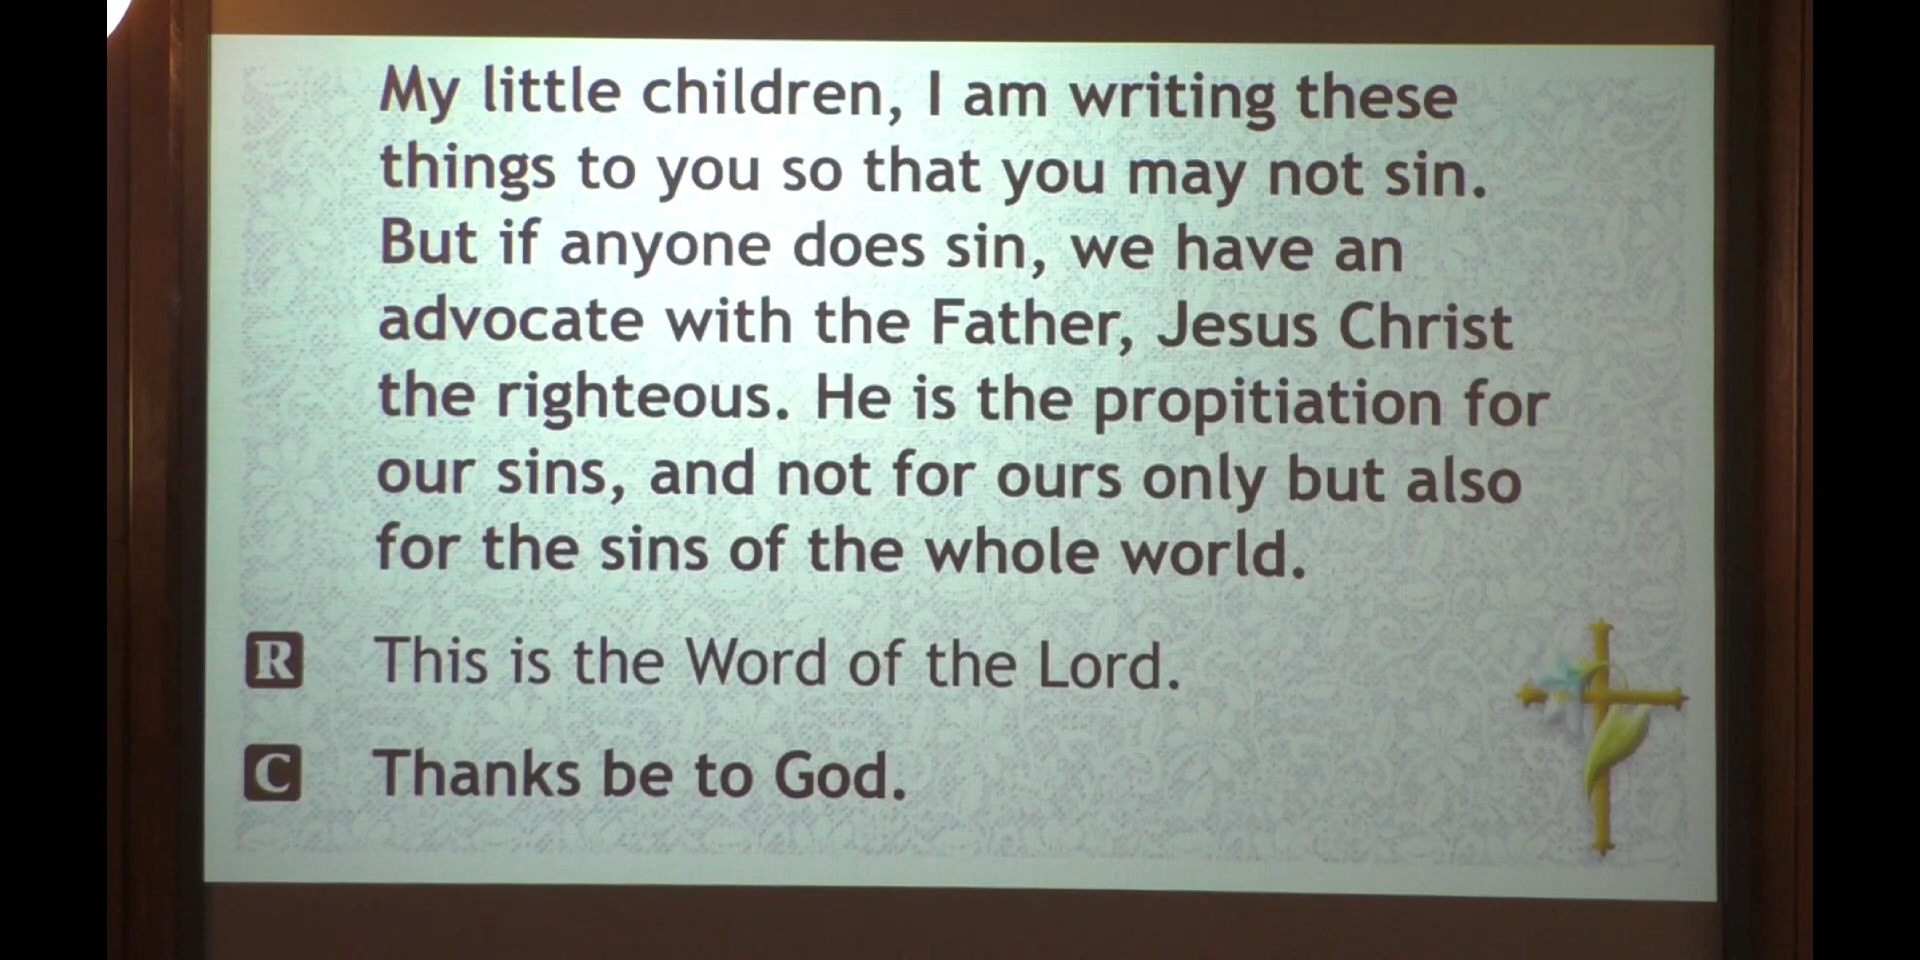 My little children, I am writing these
things to you so that you may not sin.
But if anyone does sin, we have an
advocate with the Father, Jesus Christ
the righteous. He is the propitiation for
our sins, and not for ours only but also
for the sins of the whole world.
R This is the Word of the Lord.
C Thanks be to God.